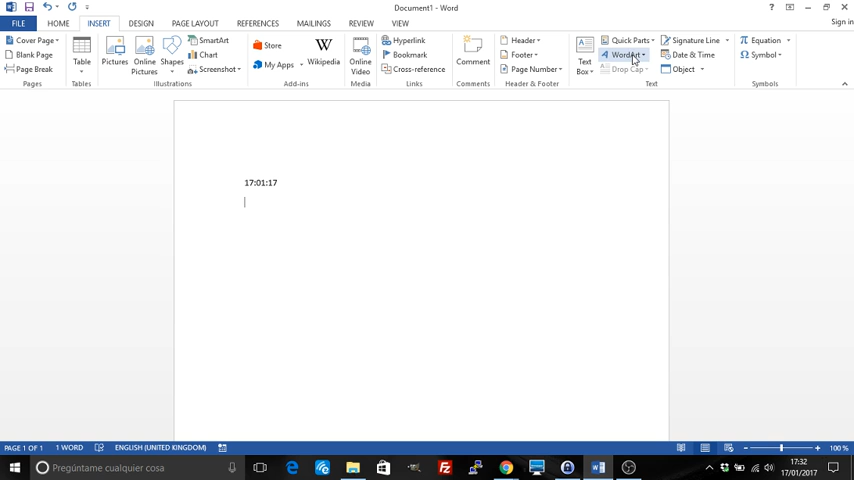 Document1 - Word
Sign in
FILE HOME INSERT DESIGN PAGE LAYOUT REFERENCES MAILINGS REVIEW VIEW
Cover Page
Blank Page
Page Break
Pages
Table
Tables
Pictures
Online Pictures
Shapes
SmartArt
Chart
Screenshot
Illustrations
Store
My Apps
Wikipedia
Add-ins
Online Video
Media
Hyperlink
Bookmark
Cross-reference
Links
Comment
Comments
Header
Footer
Page Number
Header & Footer
Text Box
Quick Parts
WordArt
Drop Cap
Signature Line
Date & Time
Object
Text
Equation
Symbol
Symbols
17:01:17
PAGE 1 OF 1 1 WORD ENGLISH (UNITED KINGDOM) 100 %
Pregúntame cualquier cosa
17:32
17/01/2017